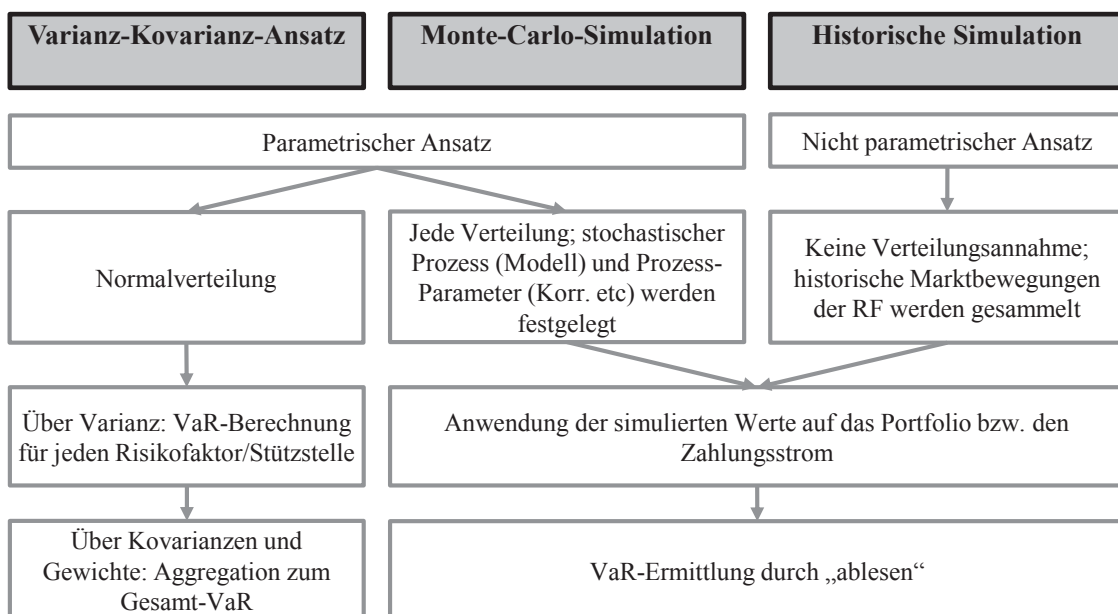 Varianz-Kovarianz-Ansatz
Monte-Carlo-Simulation
Historische Simulation
Parametrischer Ansatz
Nicht parametrischer Ansatz
Normalverteilung
Jede Verteilung; stochastischer
Prozess (Modell) und Prozess-
Parameter (Korr. etc) werden
festgelegt
Keine Verteilungsannahme;
historische Marktbewegungen
der RF werden gesammelt
Über Varianz: VaR-Berechnung
für jeden Risikofaktor/Stützstelle
Anwendung der simulierten Werte auf das Portfolio bzw. den
Zahlungsstrom
Über Kovarianzen und
Gewichte: Aggregation zum
Gesamt-VaR
VaR-Ermittlung durch „ablesen“